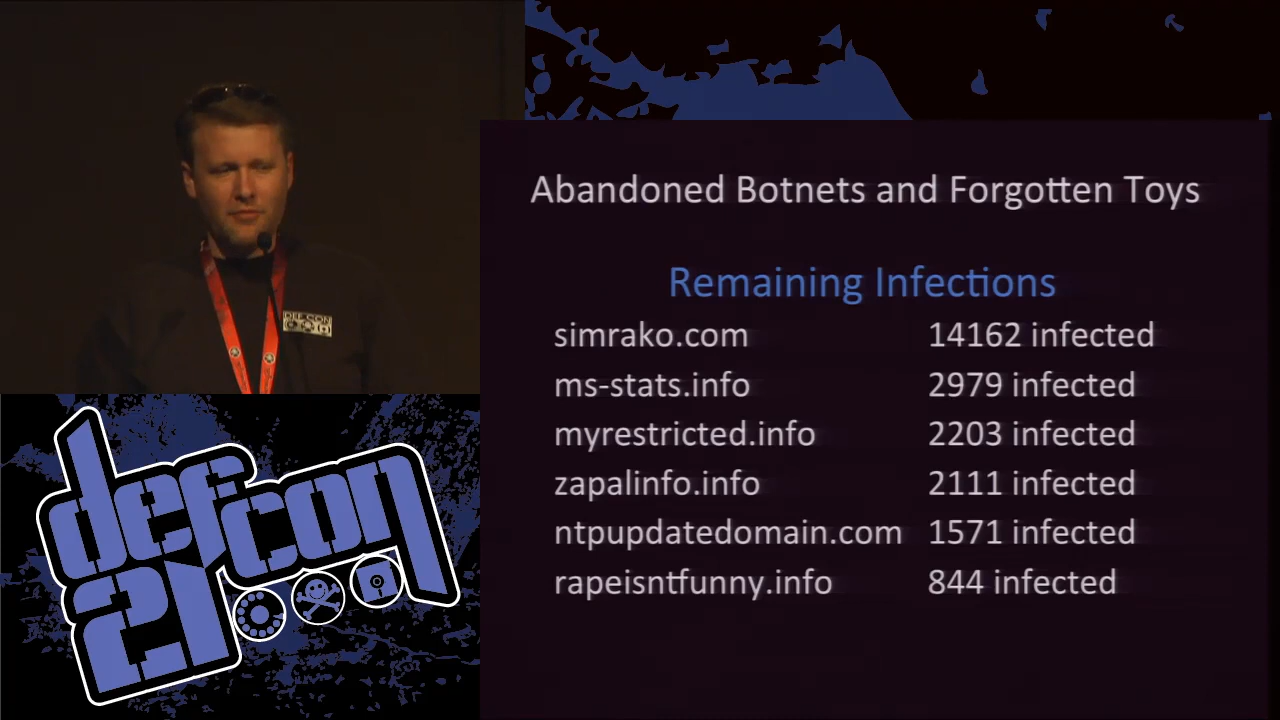 Abandoned Botnets and Forgotten Toys
Remaining Infections
simrako.com 14162 infected
ms-stats.info 2979 infected
myrestricted.info 2203 infected
zapalinfo.info 2111 infected
ntpupdatedomain.com 1571 infected
rapeisntfunny.info 844 infected
DEF CON
defcon
21